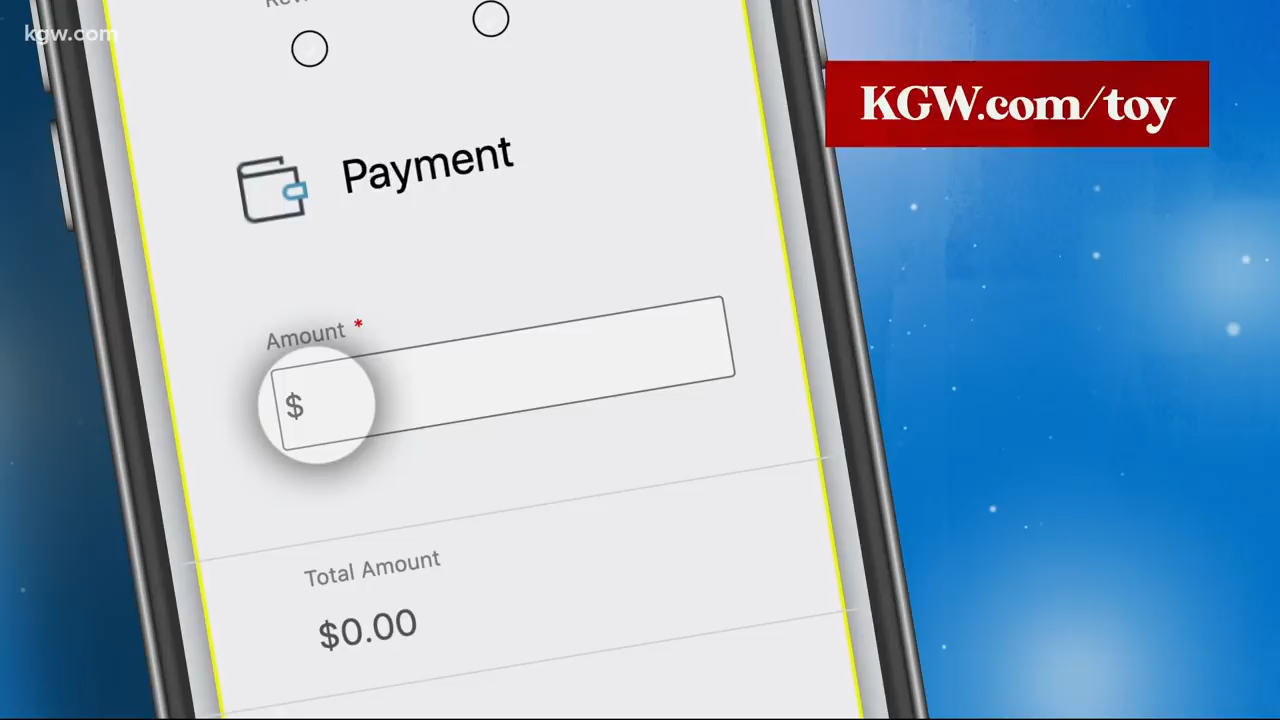 kgw.com
KGW.com/toy
Payment
Amount *
$
Total Amount
$0.00